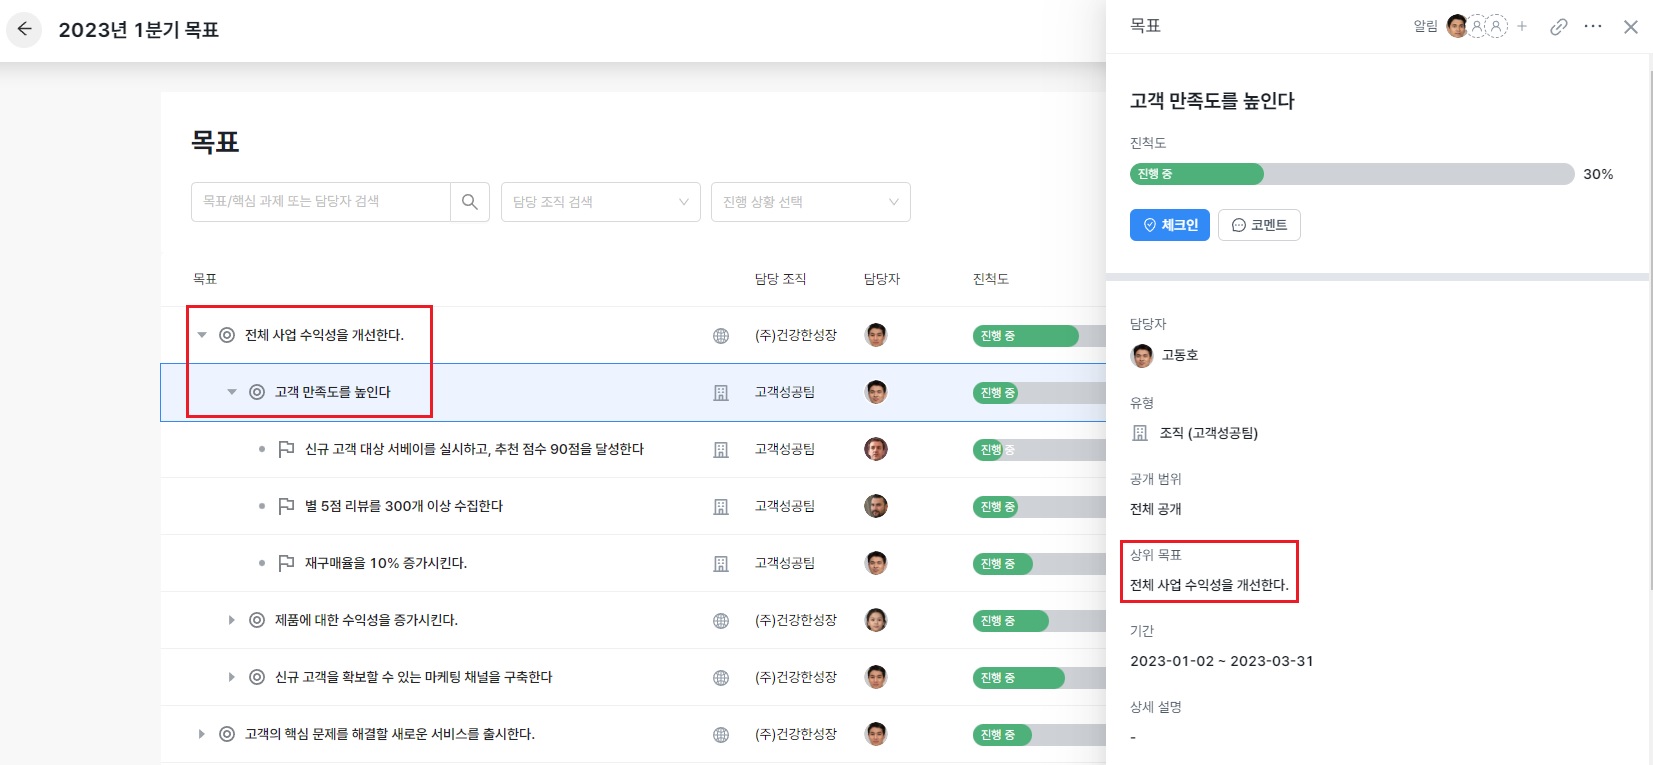 2023년 1분기 목표
목표
목표/핵심 과제 또는 담당자 검색
담당 조직 검색
진행 상황 선택
목표 담당 조직 담당자 진척도
전체 사업 수익성을 개선한다. (주)건강한성장 진행 중
고객 만족도를 높인다 고객성공팀 진행 중
신규 고객 대상 서베이를 실시하고, 추천 점수 90점을 달성한다 고객성공팀 진행 중
별 5점 리뷰를 300개 이상 수집한다 고객성공팀 진행 중
재구매율을 10% 증가시킨다. 고객성공팀 진행 중
제품에 대한 수익성을 증가시킨다. (주)건강한성장 진행 중
신규 고객을 확보할 수 있는 마케팅 채널을 구축한다 (주)건강한성장 진행 중
고객의 핵심 문제를 해결할 새로운 서비스를 출시한다. (주)건강한성장 진행 중
목표 알림
고객 만족도를 높인다
진척도
진행 중 30%
체크인 코멘트
담당자
고동호
유형
조직 (고객성공팀)
공개 범위
전체 공개
상위 목표
전체 사업 수익성을 개선한다.
기간
2023-01-02 ~ 2023-03-31
상세 설명
-